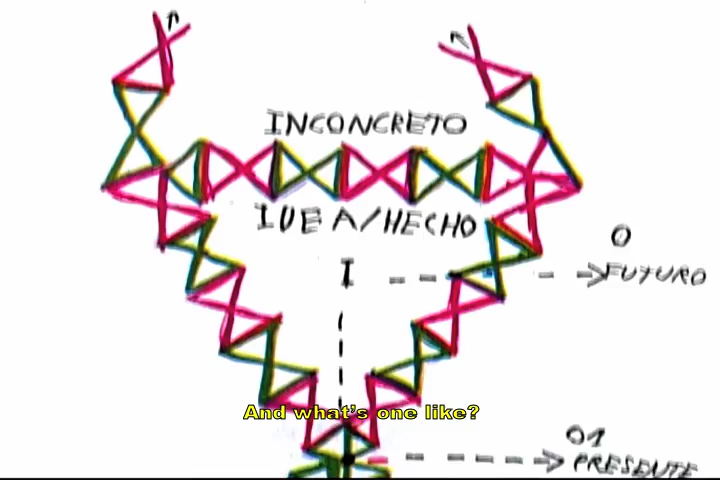 INCONCRETO
IDEA/HECHO
0
I
FUTURO
And what's one like?
01
PRESENTE